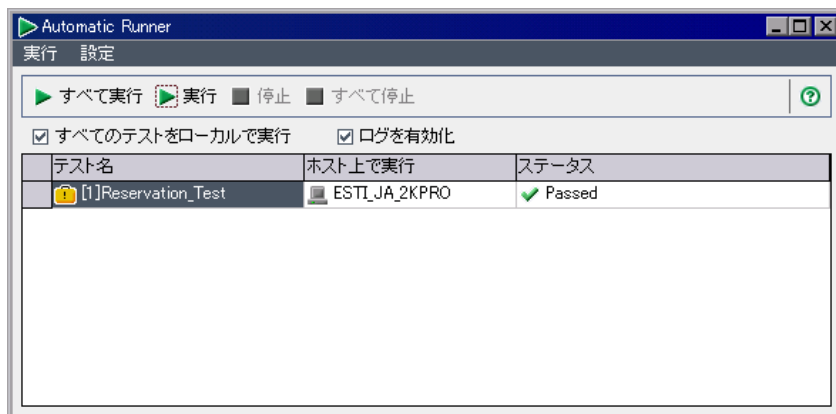 Automatic Runner
実行 設定
すべて実行 実行 停止 すべて停止
すべてのテストをローカルで実行 ログを有効化
テスト名 ホスト上で実行 ステータス
[1]Reservation_Test ESTI_JA_2KPRO Passed